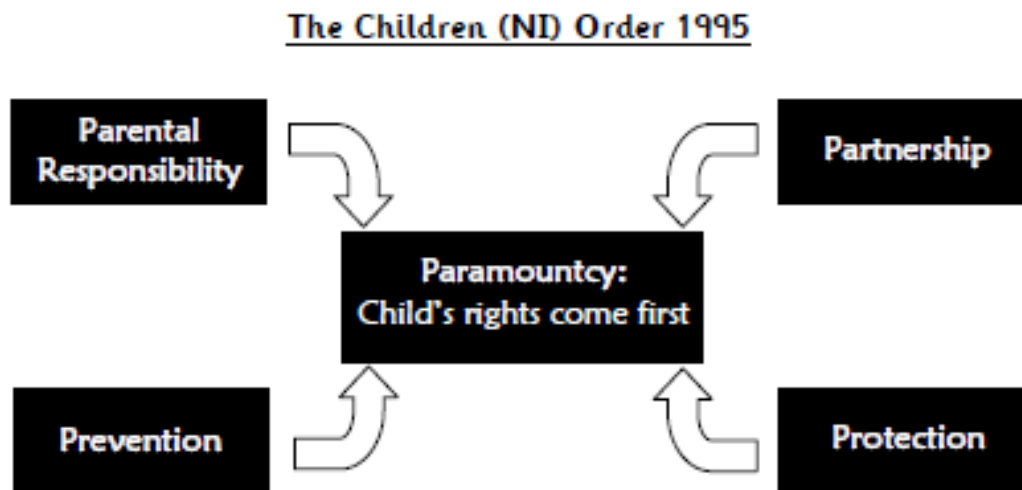 The Children (NI) Order 1995
Parental
Responsibility
Partnership
Paramountcy:
Child's rights come first
Prevention
Protection